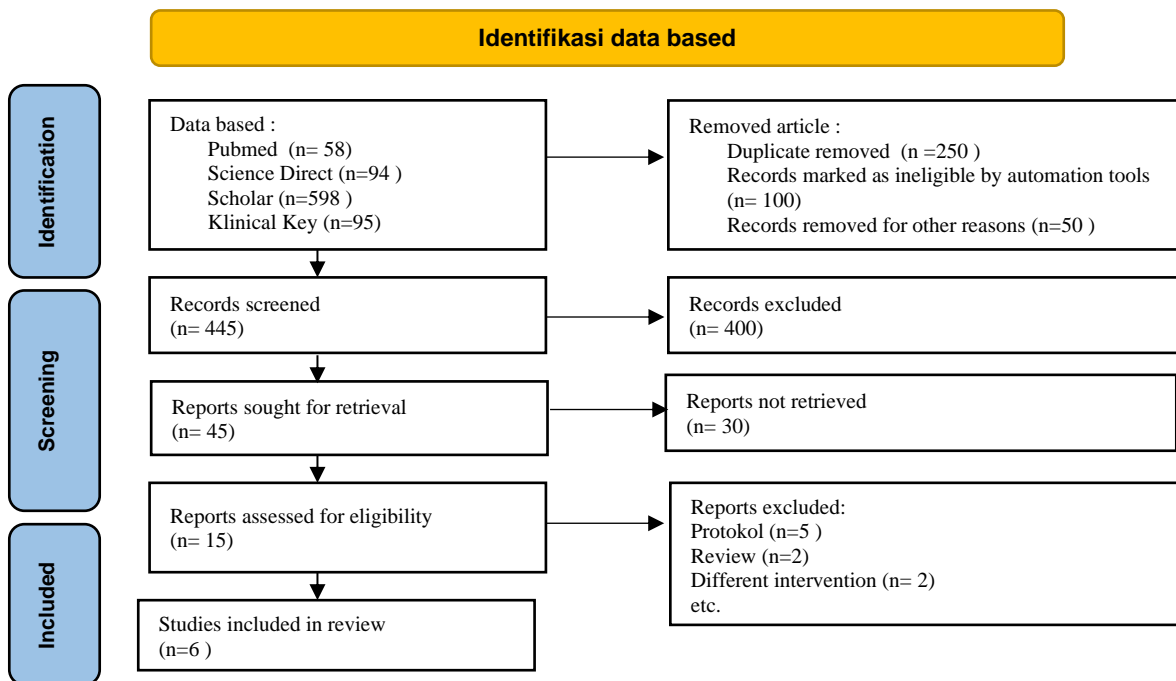 Identifikasi data based
Identification
Data based :
Pubmed (n= 58)
Science Direct (n=94 )
Scholar (n=598 )
Klinical Key (n=95)
Removed article :
Duplicate removed (n =250 )
Records marked as ineligible by automation tools
(n= 100)
Records removed for other reasons (n=50 )
Screening
Records screened
(n= 445)
Records excluded
(n= 400)
Reports sought for retrieval
(n= 45)
Reports not retrieved
(n= 30)
Reports assessed for eligibility
(n= 15)
Reports excluded:
Protokol (n=5 )
Review (n=2)
Different intervention (n= 2)
etc.
Included
Studies included in review
(n=6 )